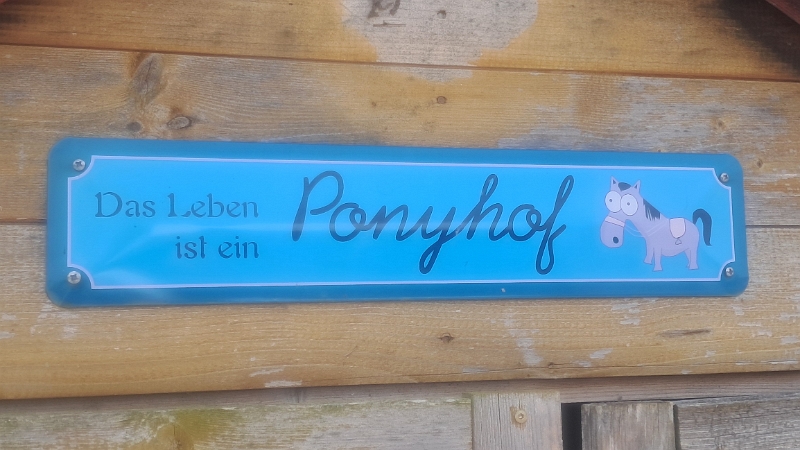 Das Leben
ist ein
Ponyhof